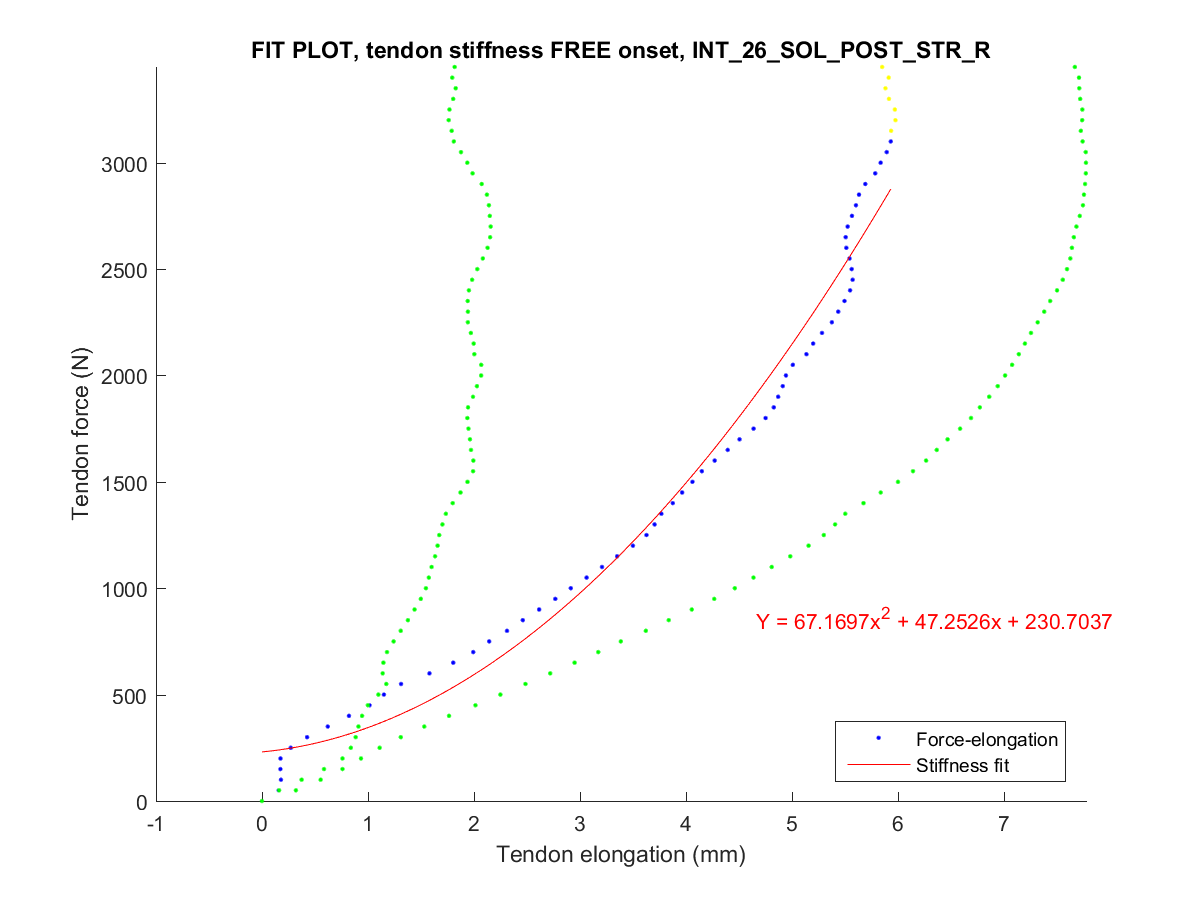 FIT PLOT, tendon stiffness FREE onset, INT_26_SOL_POST_STR_R
3000
2500
2000
1500
1000
500
0
Tendon force (N)
Y = 67.1697x² + 47.2526x + 230.7037
Force-elongation
Stiffness fit
-1 0 1 2 3 4 5 6 7
Tendon elongation (mm)